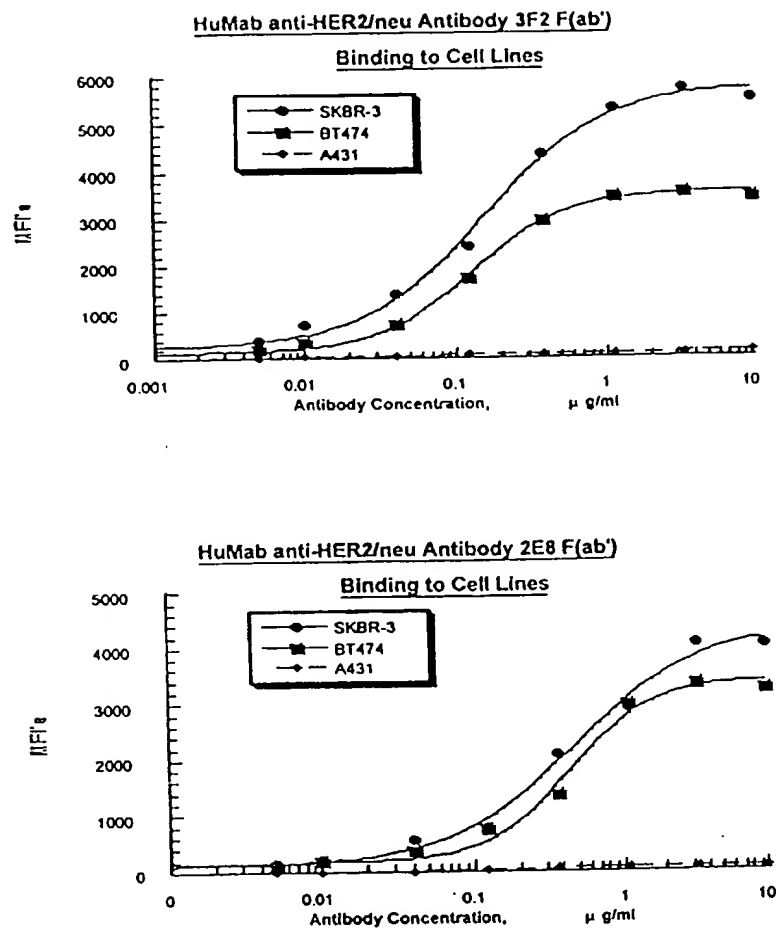 HuMab anti-HER2/neu Antibody 3F2 F(ab')
Binding to Cell Lines
6000
5000
4000
3000
2000
1000
0
SKBR-3
BT474
A431
MFI's
0.001
0.01
0.1
1
10
Antibody Concentration, µ g/ml
HuMab anti-HER2/neu Antibody 2E8 F(ab')
Binding to Cell Lines
5000
4000
3000
2000
1000
0
SKBR-3
BT474
A431
MFI's
0
0.01
0.1
1
10
Antibody Concentration, µ g/ml